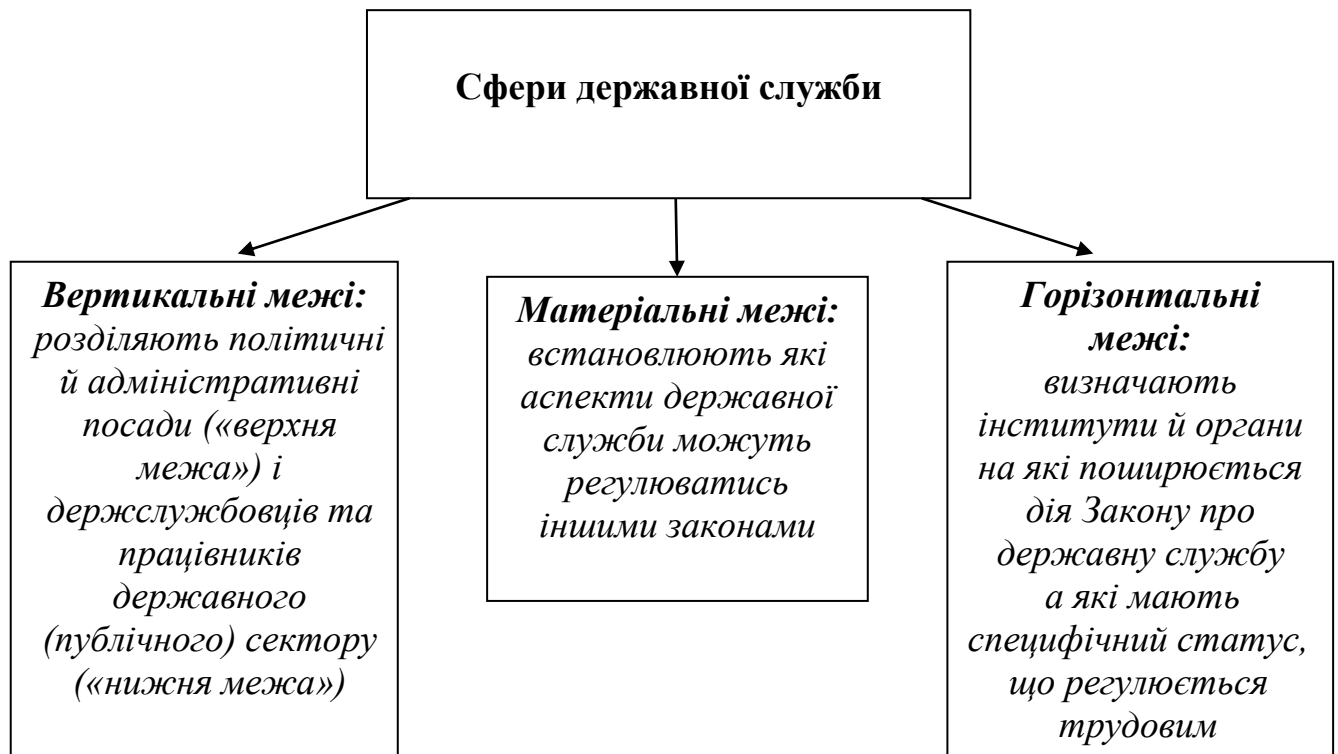 Сфери державної служби
Вертикальні межі:
розділяють політичні
й адміністративні
посади («верхня
межа») і
держслужбовців та
працівників
державного
(публічного) сектору
(«нижня межа»)
Матеріальні межі:
встановлюють які
аспекти державної
служби можуть
регулюватись
іншими законами
Горізонтальні
межі:
визначають
інститути й органи
на які поширюється
дія Закону про
державну службу
а які мають
специфічний статус,
що регулюється
трудовим